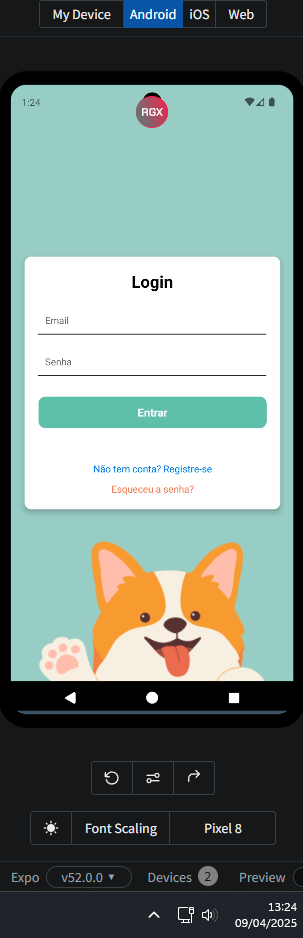 My Device Android iOS Web
1:24
RGX
Login
Email
Senha
Entrar
Não tem conta? Registre-se
Esqueceu a senha?
Font Scaling Pixel 8
Expo v52.0.0 Devices 2 Preview
13:24
09/04/2025